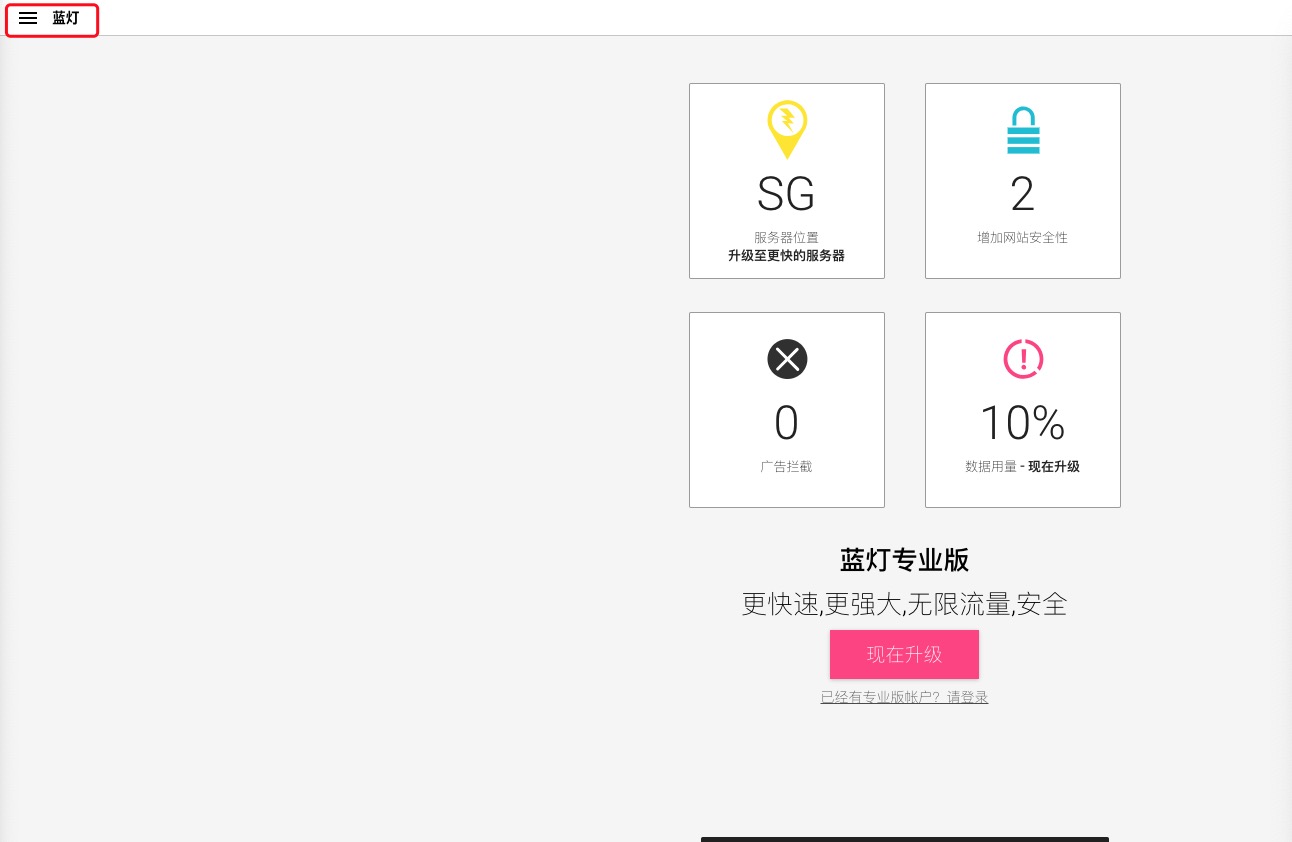 蓝灯
SG
服务器位置
升级至更快的服务器
2
增加网站安全性
0
广告拦截
10%
数据用量 - 现在升级
蓝灯专业版
更快速,更强大,无限流量,安全
现在升级
已经有专业版帐户？请登录